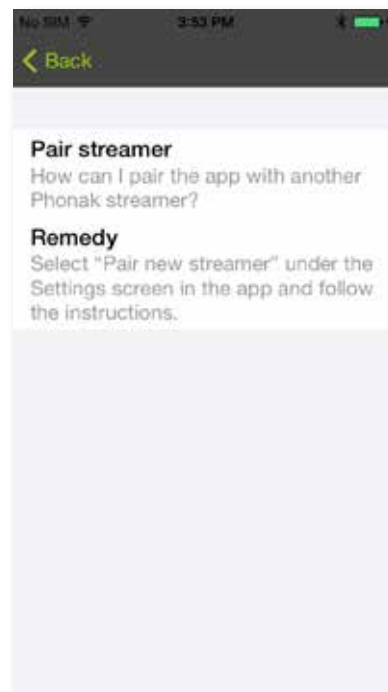 No SIM 3:53 PM
Back
Pair streamer
How can I pair the app with another
Phonak streamer?
Remedy
Select "Pair new streamer" under the
Settings screen in the app and follow
the instructions.